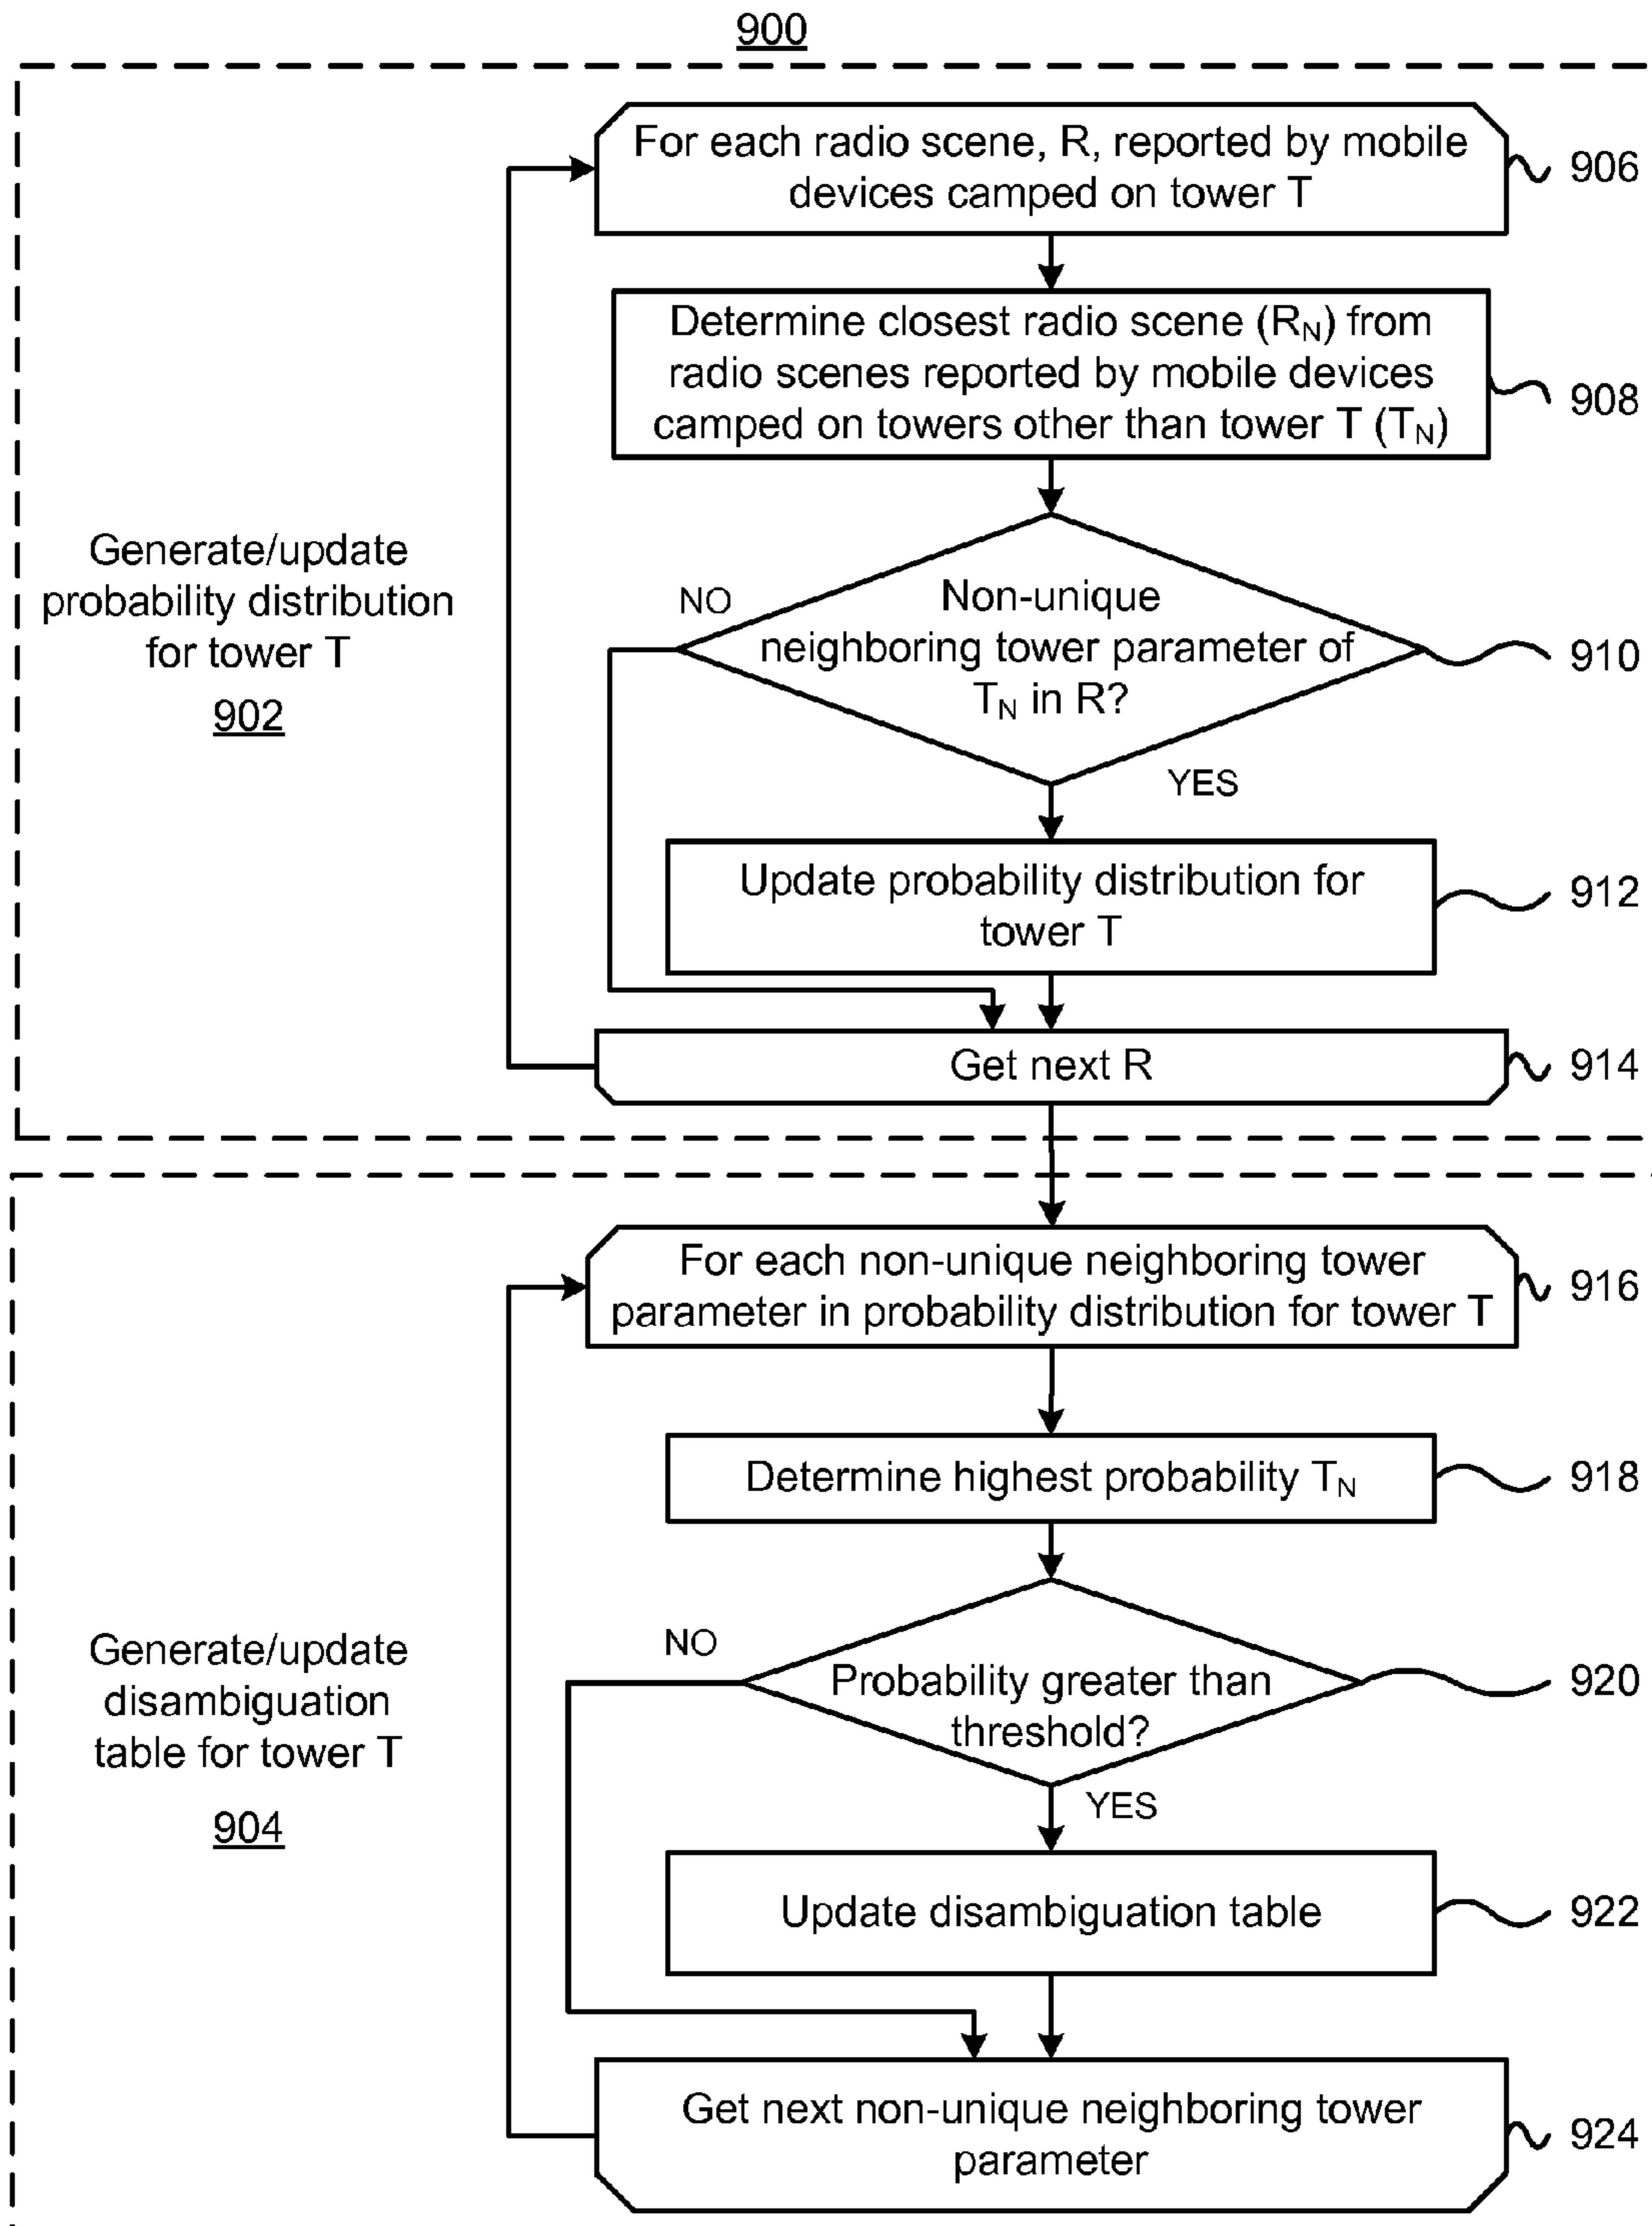 900
For each radio scene, R, reported by mobile
devices camped on tower T
906
Determine closest radio scene (RN) from
radio scenes reported by mobile devices
camped on towers other than tower T (TN)
908
Generate/update
probability distribution
for tower T
902
NO
Non-unique
neighboring tower parameter of
TN in R?
910
YES
Update probability distribution for
tower T
912
Get next R
914
For each non-unique neighboring tower
parameter in probability distribution for tower T
916
Determine highest probability TN
918
Generate/update
disambiguation
table for tower T
904
NO
Probability greater than
threshold?
920
YES
Update disambiguation table
922
Get next non-unique neighboring tower
parameter
924